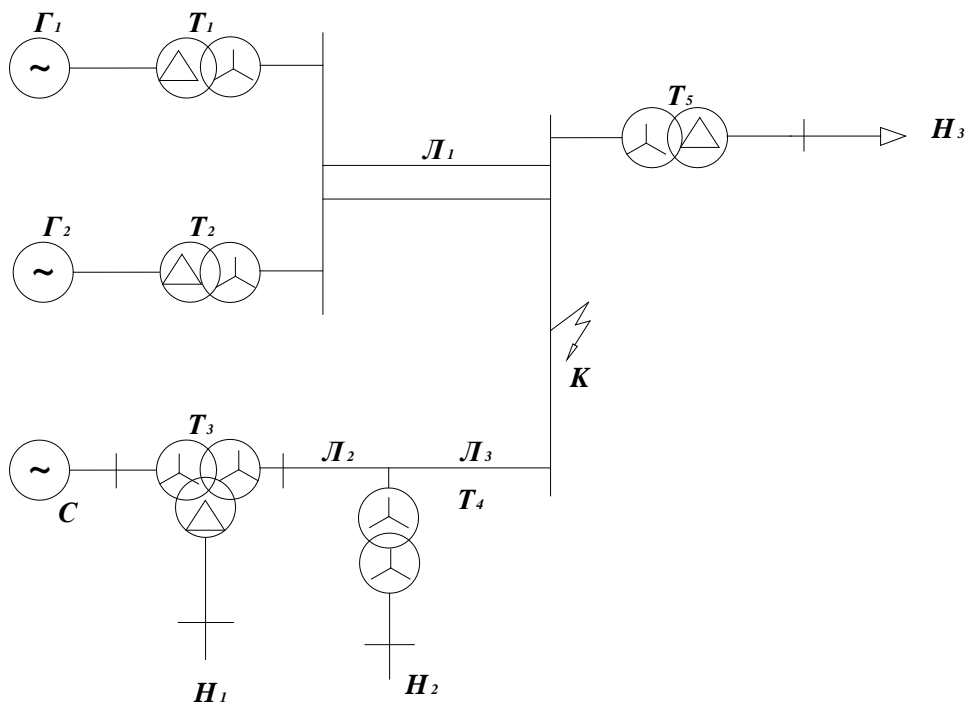 Г₁
Т₁
~
Т₅
Н₃
Л₁
Г₂
Т₂
~
К
Т₃
Л₂
Л₃
~
Т₄
С
Н₁
Н₂